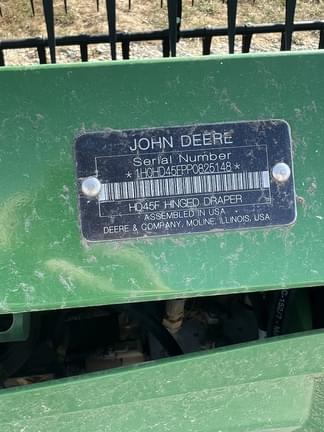 JOHN DEERE
Serial Number
*1H0HD45FPP0825148*
HD45F HINGED DRAPER
ASSEMBLED IN USA
DEERE & COMPANY, MOLINE, ILLINOIS, USA